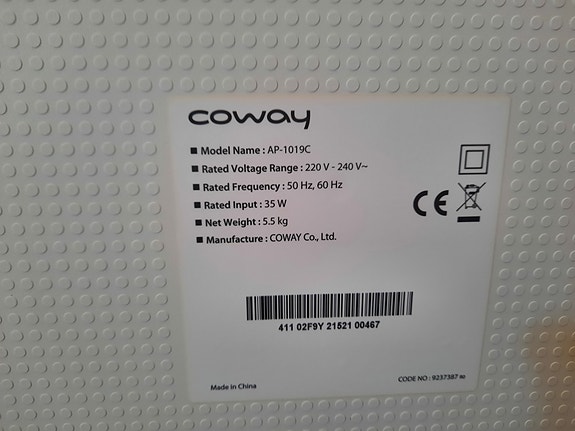 coway
■ Model Name : AP-1019C
■ Rated Voltage Range : 220 V - 240 V~
■ Rated Frequency : 50 Hz, 60 Hz
■ Rated Input : 35 W
■ Net Weight : 5.5 kg
■ Manufacture : COWAY Co., Ltd.
CE
411 02F9Y 21521 00467
Made in China
CODE NO : 9237387